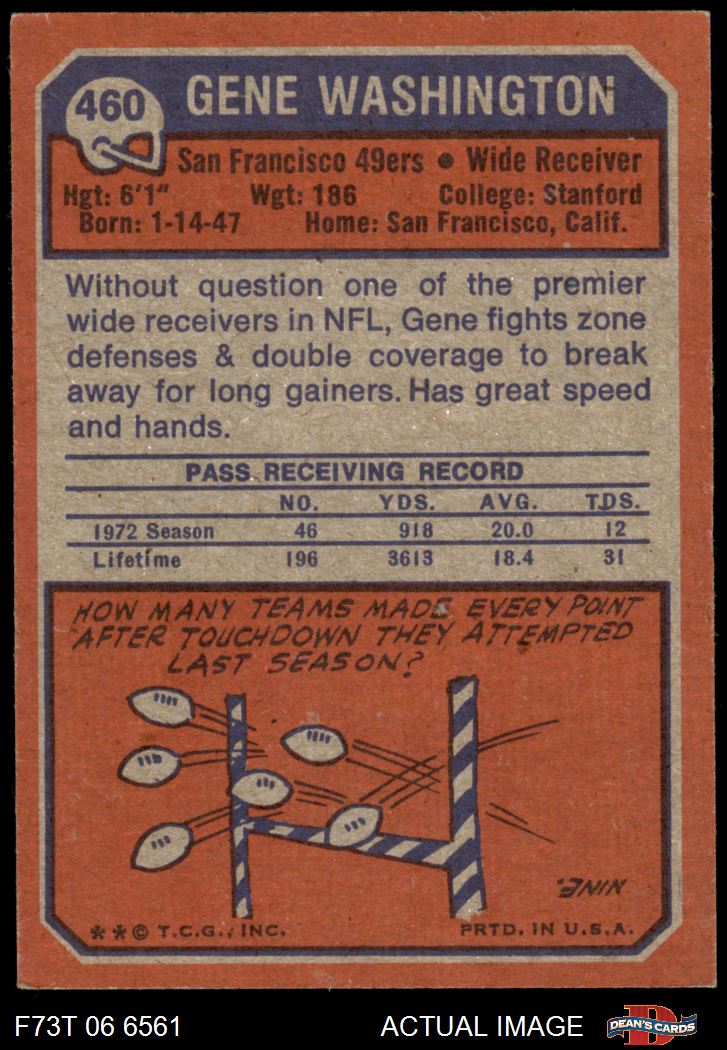 460
GENE WASHINGTON
San Francisco 49ers • Wide Receiver
Hgt: 6'1" Wgt: 186 College: Stanford
Born: 1-14-47 Home: San Francisco, Calif.
Without question one of the premier
wide receivers in NFL, Gene fights zone
defenses & double coverage to break
away for long gainers. Has great speed
and hands.
PASS RECEIVING RECORD
NO. YDS. AVG. TDS.
1972 Season 46 918 20.0 12
Lifetime 196 3613 18.4 31
HOW MANY TEAMS MADE EVERY POINT
AFTER TOUCHDOWN THEY ATTEMPTED
LAST SEASON?
NINE.
* * © T.C.G., INC. PRTD. IN U.S.A.
F73T 06 6561 ACTUAL IMAGE
D
DEAN'S CARDS